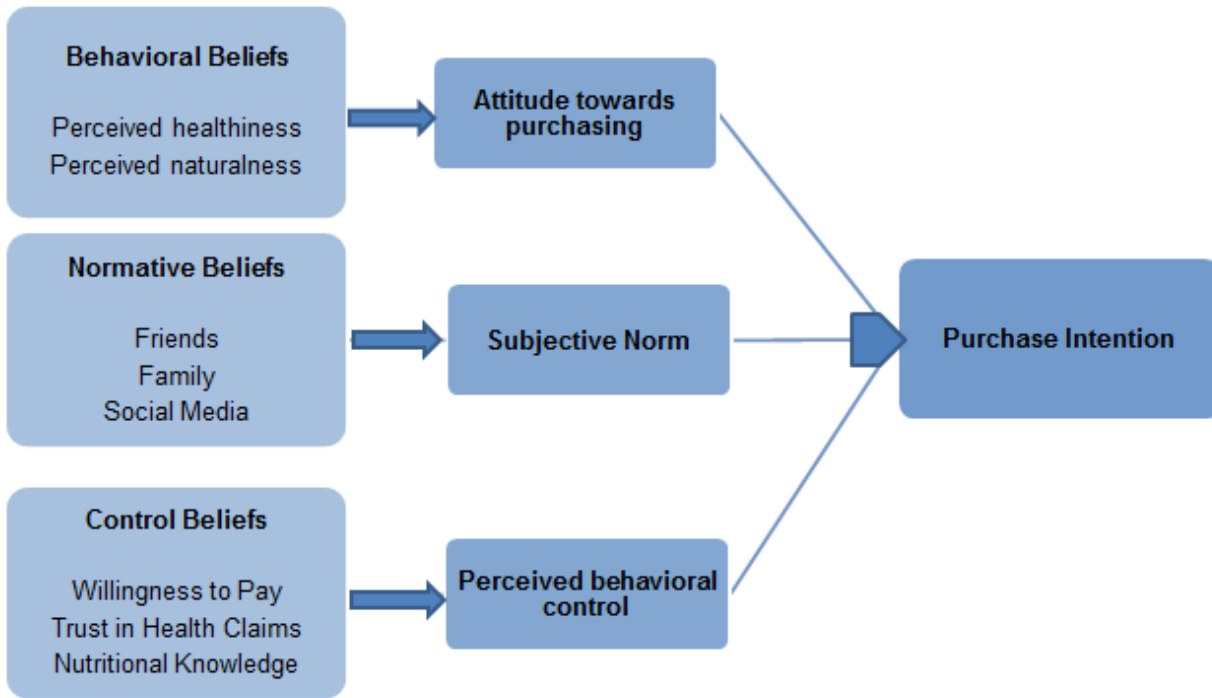 Behavioral Beliefs
Perceived healthiness
Perceived naturalness
Attitude towards
purchasing
Normative Beliefs
Friends
Family
Social Media
Subjective Norm
Purchase Intention
Control Beliefs
Willingness to Pay
Trust in Health Claims
Nutritional Knowledge
Perceived behavioral
control